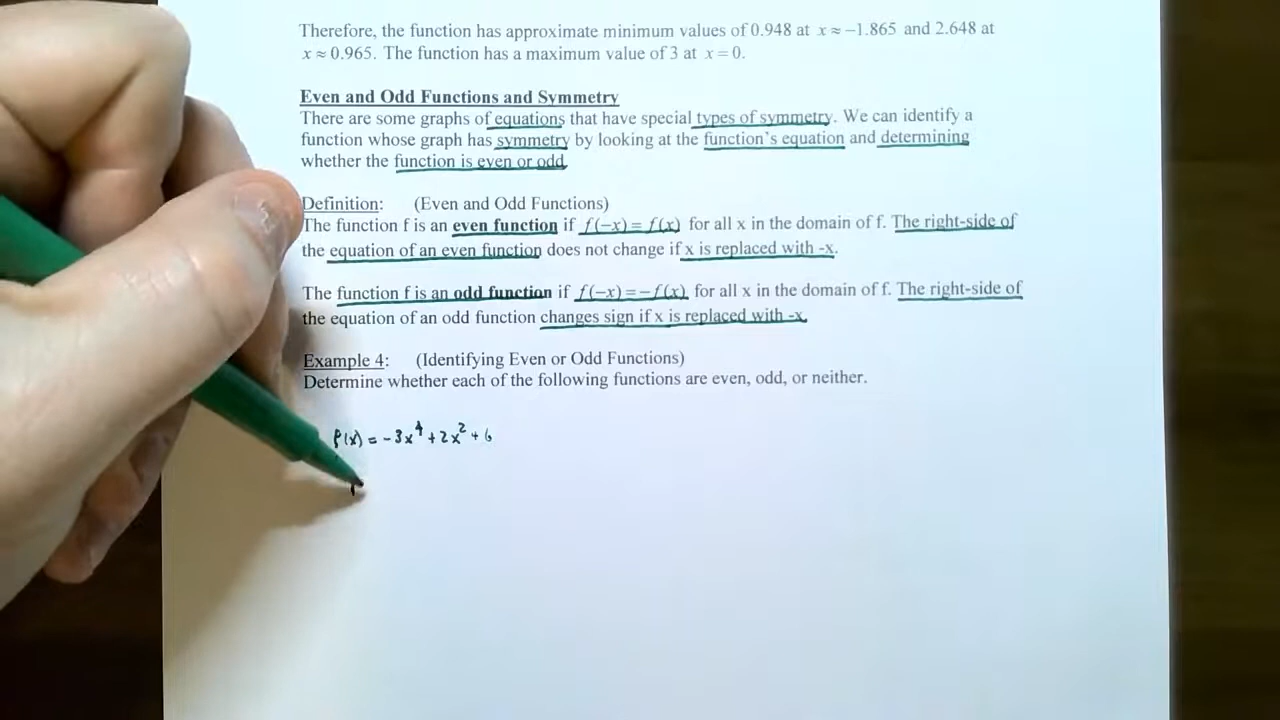 Therefore, the function has approximate minimum values of 0.948 at x ≈ −1.865 and 2.648 at
x ≈ 0.965. The function has a maximum value of 3 at x = 0.
Even and Odd Functions and Symmetry
There are some graphs of equations that have special types of symmetry. We can identify a
function whose graph has symmetry by looking at the function's equation and determining
whether the function is even or odd.
Definition: (Even and Odd Functions)
The function f is an even function if f(−x) = f(x) for all x in the domain of f. The right-side of
the equation of an even function does not change if x is replaced with -x.
The function f is an odd function if f(−x) = −f(x) for all x in the domain of f. The right-side of
the equation of an odd function changes sign if x is replaced with -x.
Example 4: (Identifying Even or Odd Functions)
Determine whether each of the following functions are even, odd, or neither.
f(x) = -3x⁴ + 2x² + 6